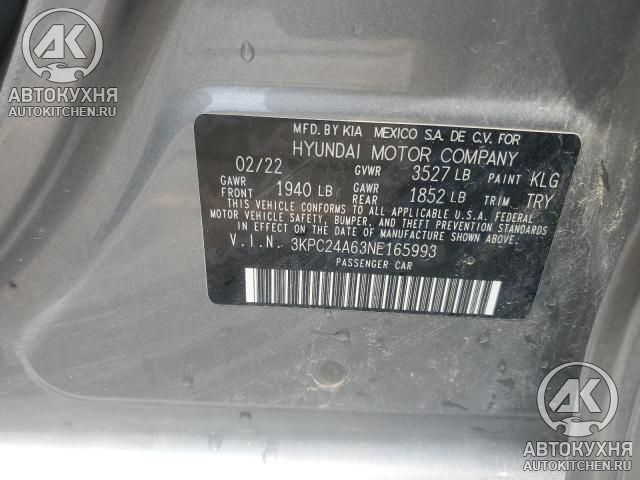 AK
АВТОКУХНЯ
AUTOKITCHEN.RU
MFD. BY KIA MEXICO S.A. DE C.V. FOR
HYUNDAI MOTOR COMPANY
02/22 GVWR 3527 LB PAINT KLG
GAWR FRONT 1940 LB GAWR REAR 1852 LB TRIM TRY
THIS VEHICLE CONFORMS TO ALL APPLICABLE U.S.A. FEDERAL
MOTOR VEHICLE SAFETY, BUMPER, AND THEFT PREVENTION STANDARDS
IN EFFECT ON THE DATE OF MANUFACTURE SHOWN ABOVE.
V.I.N. 3KPC24A63NE165993
PASSENGER CAR
AK
АВТОКУХНЯ
AUTOKITCHEN.RU